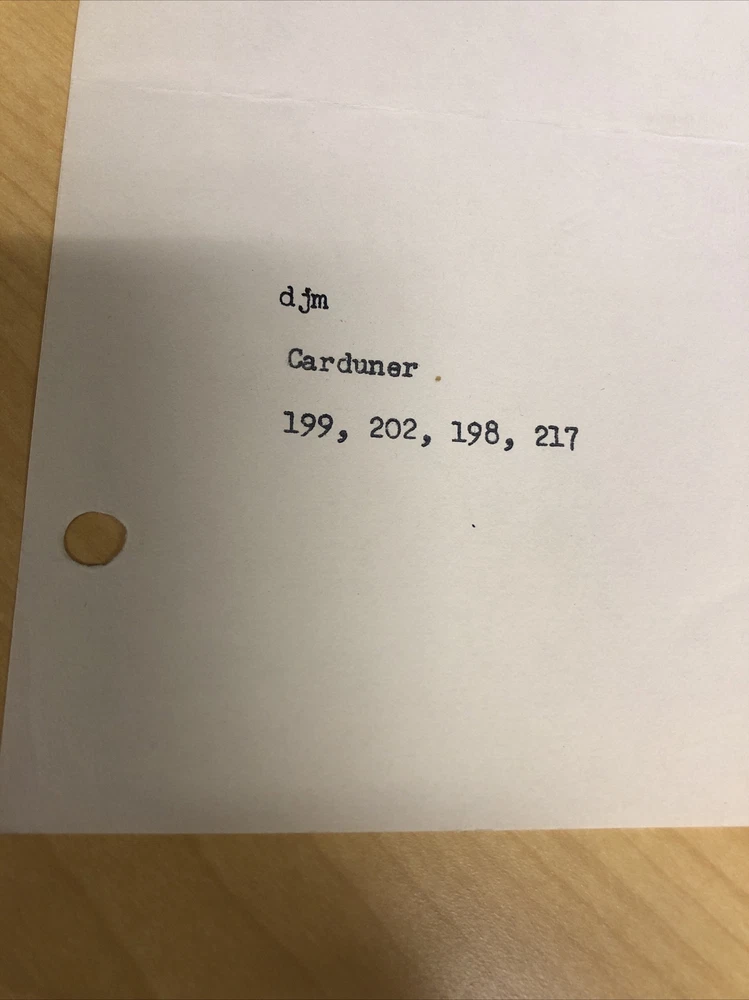 djm
Carduner
199, 202, 198, 217